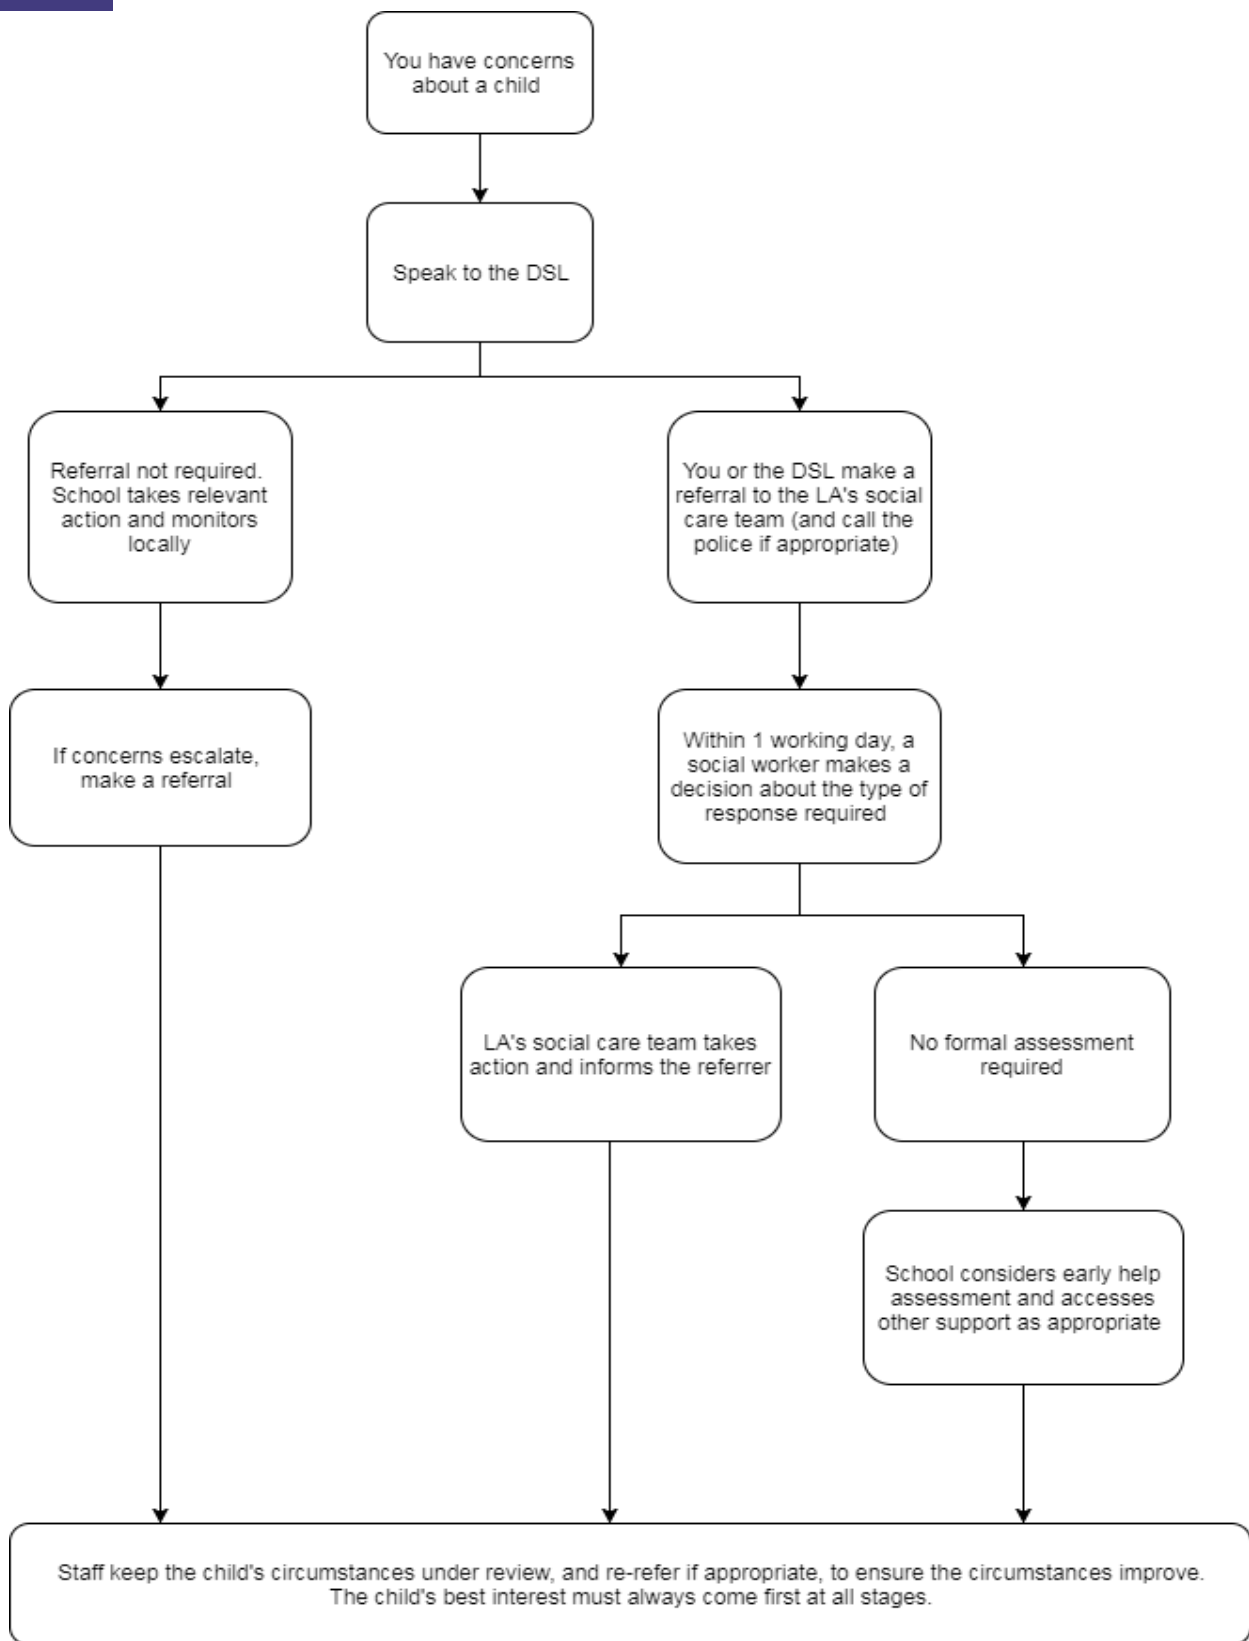 You have concerns
about a child
Speak to the DSL
Referral not required.
School takes relevant
action and monitors
locally
You or the DSL make a
referral to the LA's social
care team (and call the
police if appropriate)
If concerns escalate,
make a referral
Within 1 working day, a
social worker makes a
decision about the type of
response required
LA's social care team takes
action and informs the referrer
No formal assessment
required
School considers early help
assessment and accesses
other support as appropriate
Staff keep the child's circumstances under review, and re-refer if appropriate, to ensure the circumstances improve.
The child's best interest must always come first at all stages.